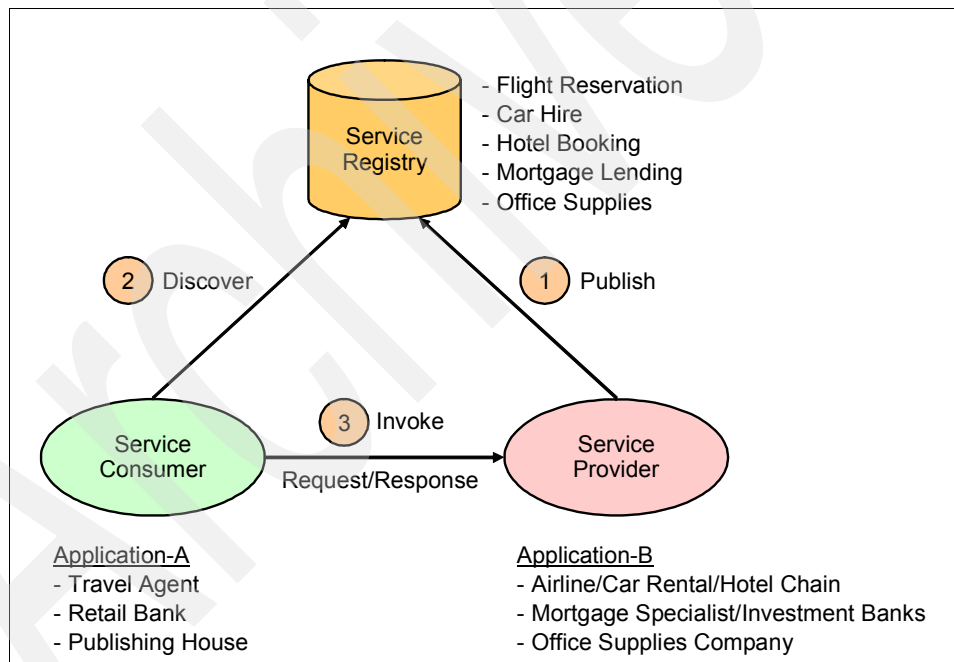 Service
Registry
- Flight Reservation
- Car Hire
- Hotel Booking
- Mortgage Lending
- Office Supplies
2 Discover
1 Publish
3 Invoke
Service
Consumer
Request/Response
Service
Provider
Application-A
- Travel Agent
- Retail Bank
- Publishing House
Application-B
- Airline/Car Rental/Hotel Chain
- Mortgage Specialist/Investment Banks
- Office Supplies Company